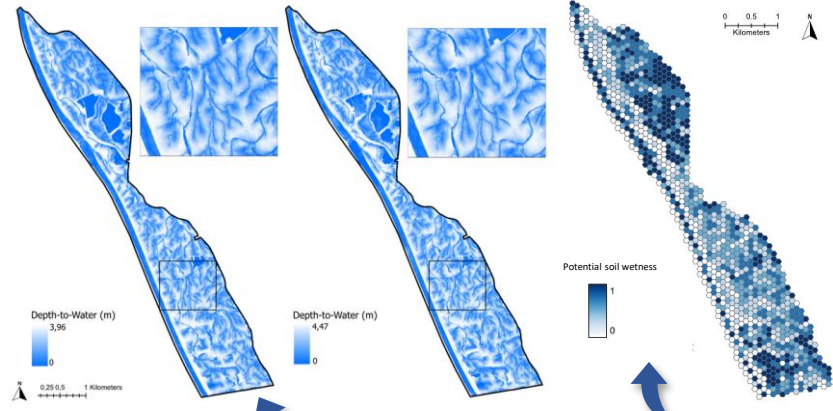 Depth-to-Water (m)
3,96
0
N
0,25 0,5 1 Kilometers
Depth-to-Water (m)
4,47
0
0 0.5 1
Kilometers
N
Potential soil wetness
1
0